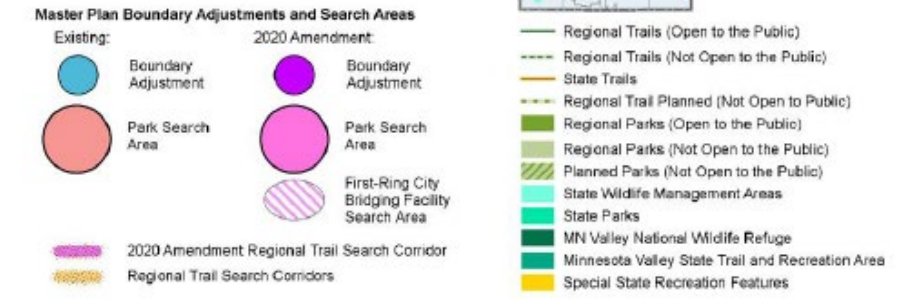 Master Plan Boundary Adjustments and Search Areas
Existing:
2020 Amendment:
Boundary
Adjustment
Boundary
Adjustment
Park Search
Area
Park Search
Area
First-Ring City
Bridging Facility
Search Area
2020 Amendment Regional Trail Search Corridor
Regional Trail Search Corridors
Regional Trails (Open to the Public)
Regional Trails (Not Open to the Public)
State Trails
Regional Trail Planned (Not Open to Public)
Regional Parks (Open to the Public)
Regional Parks (Not Open to the Public)
Planned Parks (Not Open to the Public)
State Wildlife Management Areas
State Parks
MN Valley National Wildlife Refuge
Minnesota Valley State Trail and Recreation Area
Special State Recreation Features